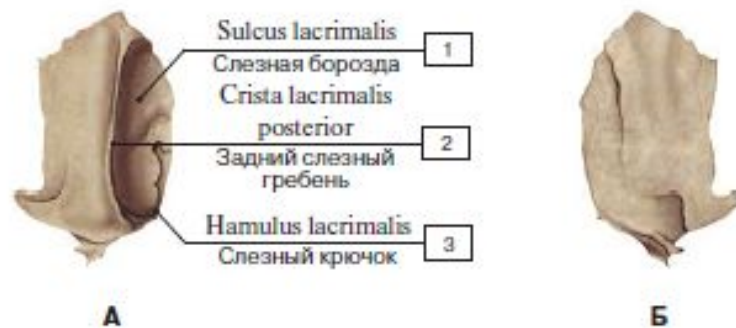 Sulcus lacrimalis
1
Слезная борозда
Crista lacrimalis
posterior
2
Задний слезный
гребень
Hamulus lacrimalis
3
Слезный крючок
А
Б